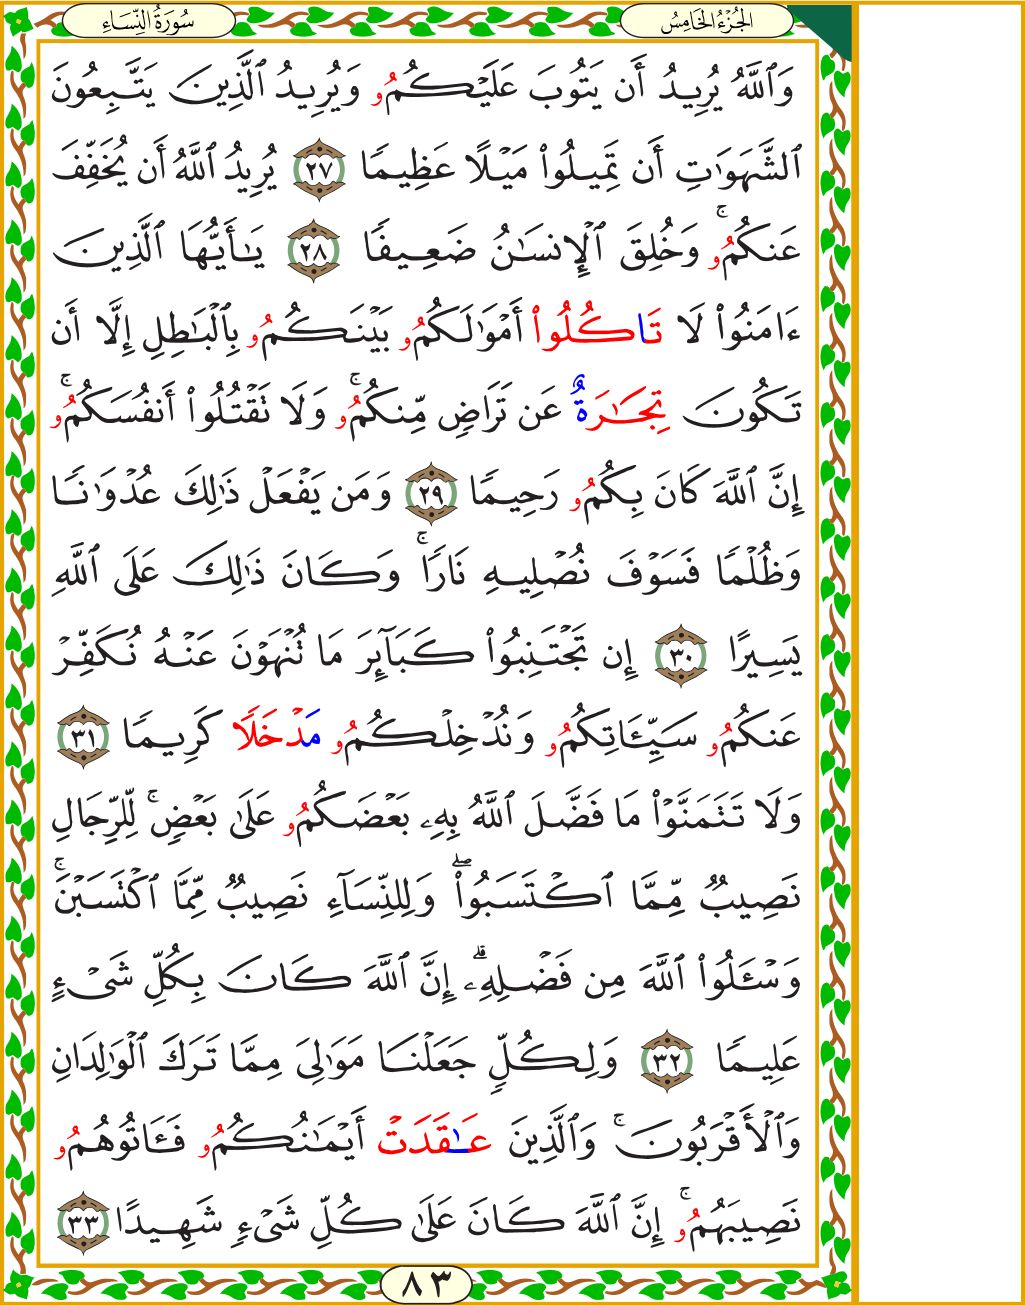 الجُزْءُ الخَامِسُ
سُورَةُ النِّسَاءِ
وَٱللَّهُ يُرِيدُ أَن يَتُوبَ عَلَيْكُمُۥ وَيُرِيدُ ٱلَّذِينَ يَتَّبِعُونَ
ٱلشَّهَوَٰتِ أَن تَمِيلُوا۟ مَيْلًا عَظِيمًا ٢٧ يُرِيدُ ٱللَّهُ أَن يُخَفِّفَ
عَنكُمُۥۚ وَخُلِقَ ٱلْإِنسَٰنُ ضَعِيفًا ٢٨ يَٰأَيُّهَا ٱلَّذِينَ
ءَامَنُوا۟ لَا تَاكُلُوا۟ أَمْوَٰلَكُمُۥ بَيْنَكُمُۥ بِٱلْبَٰطِلِ إِلَّا أَن
تَكُونَ تِجَٰرَةٌ عَن تَرَاضٍ مِّنكُمُۥۚ وَلَا تَقْتُلُوا۟ أَنفُسَكُمُۥۚ
إِنَّ ٱللَّهَ كَانَ بِكُمُۥ رَحِيمًا ٢٩ وَمَن يَفْعَلْ ذَٰلِكَ عُدْوَٰنًا
وَظُلْمًا فَسَوْفَ نُصْلِيهِ نَارًاۚ وَكَانَ ذَٰلِكَ عَلَى ٱللَّهِ
يَسِيرًا ٣٠ إِن تَجْتَنِبُوا۟ كَبَآئِرَ مَا تُنْهَوْنَ عَنْهُ نُكَفِّرْ
عَنكُمُۥ سَيِّـَٔاتِكُمُۥ وَنُدْخِلْكُمُۥ مَدْخَلًا كَرِيمًا ٣١
وَلَا تَتَمَنَّوْا۟ مَا فَضَّلَ ٱللَّهُ بِهِۦ بَعْضَكُمُۥ عَلَىٰ بَعْضٍۚ لِّلرِّجَالِ
نَصِيبٌ مِّمَّا ٱكْتَسَبُوا۟ۖ وَلِلنِّسَآءِ نَصِيبٌ مِّمَّا ٱكْتَسَبْنَۚ
وَسْـَٔلُوا۟ ٱللَّهَ مِن فَضْلِهِۦٓۗ إِنَّ ٱللَّهَ كَانَ بِكُلِّ شَىْءٍ
عَلِيمًا ٣٢ وَلِكُلٍّ جَعَلْنَا مَوَٰلِىَ مِمَّا تَرَكَ ٱلْوَٰلِدَانِ
وَٱلْأَقْرَبُونَۚ وَٱلَّذِينَ عَٰقَدَتْ أَيْمَٰنُكُمُۥ فَـَٔاتُوهُمُۥ
نَصِيبَهُمُۥۚ إِنَّ ٱللَّهَ كَانَ عَلَىٰ كُلِّ شَىْءٍ شَهِيدًا ٣٣
٨٣